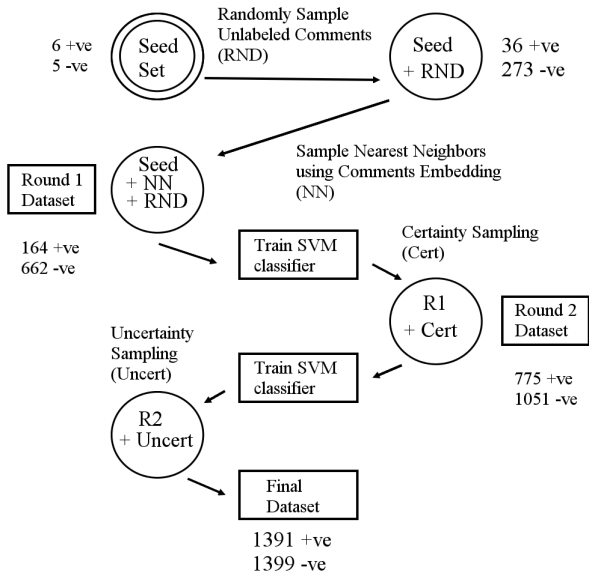 6 +ve
5 -ve
Seed
Set
Randomly Sample
Unlabeled Comments
(RND)
Seed
+ RND
36 +ve
273 -ve
Round 1
Dataset
164 +ve
662 -ve
Seed
+ NN
+ RND
Sample Nearest Neighbors
using Comments Embedding
(NN)
Train SVM
classifier
Certainty Sampling
(Cert)
R1
+ Cert
Round 2
Dataset
775 +ve
1051 -ve
Train SVM
classifier
Uncertainty
Sampling
(Uncert)
R2
+ Uncert
Final
Dataset
1391 +ve
1399 -ve